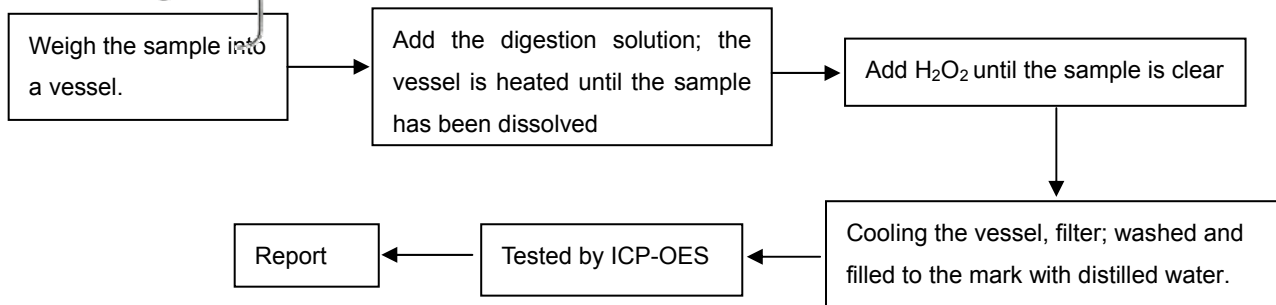 Weigh the sample into
a vessel.
Add the digestion solution; the
vessel is heated until the sample
has been dissolved
Add H₂O₂ until the sample is clear
Cooling the vessel, filter; washed and
filled to the mark with distilled water.
Tested by ICP-OES
Report